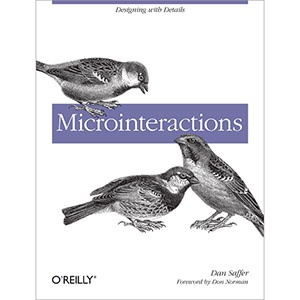 Designing with Details
Microinteractions
Dan Saffer
O'REILLY®
Foreword by Don Norman